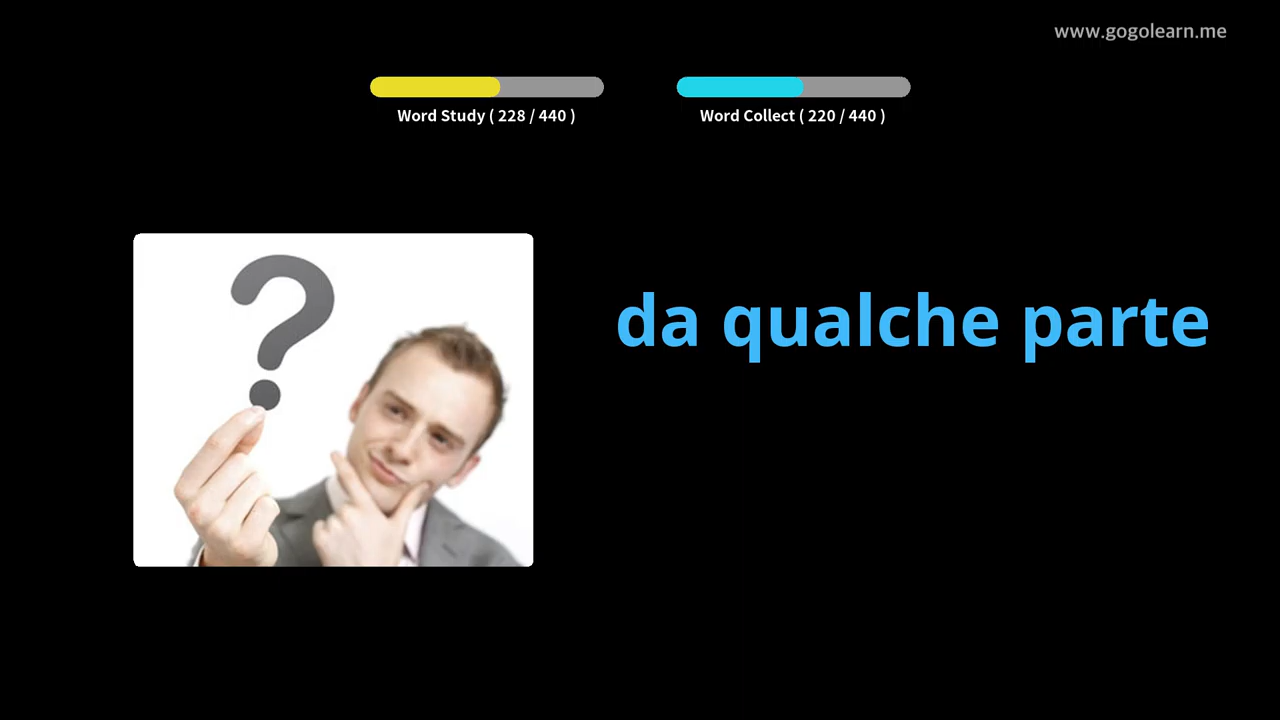 www.gogolearn.me
Word Study ( 228 / 440 )
Word Collect ( 220 / 440 )
?
da qualche parte